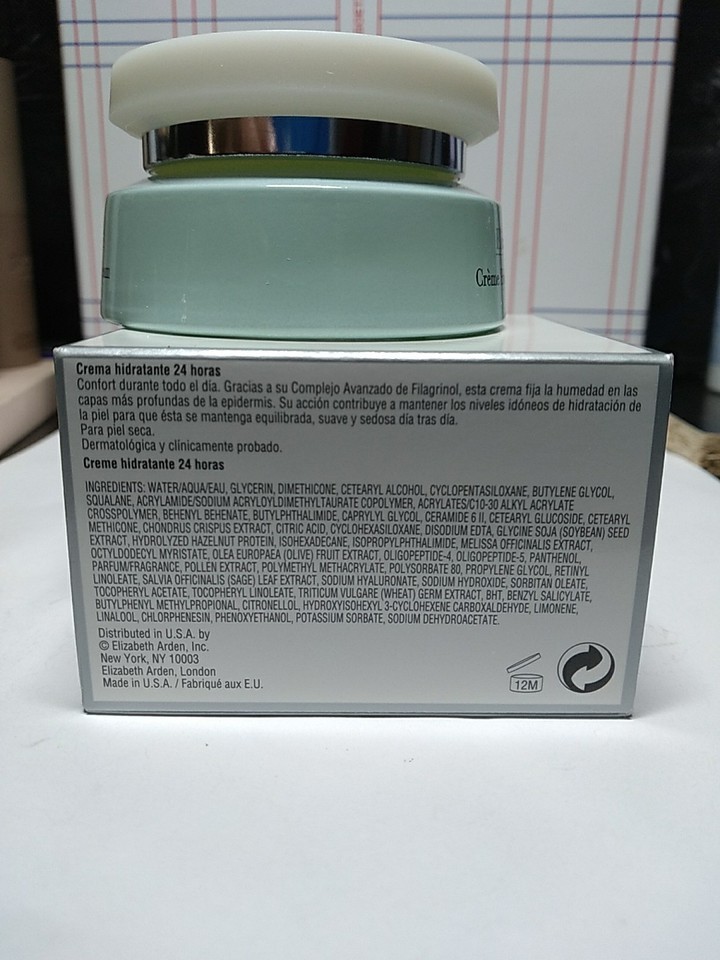 Crème
Crema hidratante 24 horas
Confort durante todo el día. Gracias a su Complejo Avanzado de Filagrinol, esta crema fija la humedad en las
capas más profundas de la epidermis. Su acción contribuye a mantener los niveles idóneos de hidratación de
la piel para que ésta se mantenga equilibrada, suave y sedosa día tras día.
Para piel seca.
Dermatológica y clínicamente probado.
Creme hidratante 24 horas
INGREDIENTS: WATER/AQUA/EAU, GLYCERIN, DIMETHICONE, CETEARYL ALCOHOL, CYCLOPENTASILOXANE, BUTYLENE GLYCOL,
SQUALANE, ACRYLAMIDE/SODIUM ACRYLOYLDIMETHYLTAURATE COPOLYMER, ACRYLATES/C10-30 ALKYL ACRYLATE
CROSSPOLYMER, BEHENYL BEHENATE, BUTYLPHTHALIMIDE, CAPRYLYL GLYCOL, CERAMIDE 6 II, CETEARYL GLUCOSIDE, CETEARYL
METHICONE, CHONDRUS CRISPUS EXTRACT, CITRIC ACID, CYCLOHEXASILOXANE, DISODIUM EDTA, GLYCINE SOJA (SOYBEAN) SEED
EXTRACT, HYDROLYZED HAZELNUT PROTEIN, ISOHEXADECANE, ISOPROPYLPHTHALIMIDE, MELISSA OFFICINALIS EXTRACT,
OCTYLDODECYL MYRISTATE, OLEA EUROPAEA (OLIVE) FRUIT EXTRACT, OLIGOPEPTIDE-4, OLIGOPEPTIDE-5, PANTHENOL,
PARFUM/FRAGRANCE, POLLEN EXTRACT, POLYMETHYL METHACRYLATE, POLYSORBATE 80, PROPYLENE GLYCOL, RETINYL
LINOLEATE, SALVIA OFFICINALIS (SAGE) LEAF EXTRACT, SODIUM HYALURONATE, SODIUM HYDROXIDE, SORBITAN OLEATE,
TOCOPHERYL ACETATE, TOCOPHERYL LINOLEATE, TRITICUM VULGARE (WHEAT) GERM EXTRACT, BHT, BENZYL SALICYLATE,
BUTYLPHENYL METHYLPROPIONAL, CITRONELLOL, HYDROXYISOHEXYL 3-CYCLOHEXENE CARBOXALDEHYDE, LIMONENE,
LINALOOL, CHLORPHENESIN, PHENOXYETHANOL, POTASSIUM SORBATE, SODIUM DEHYDROACETATE.
Distributed in U.S.A. by
© Elizabeth Arden, Inc.
New York, NY 10003
Elizabeth Arden, London
Made in U.S.A. / Fabriqué aux E.U.
12M